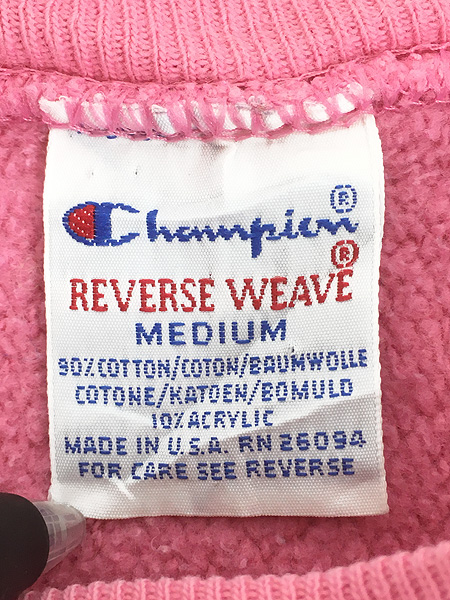 Champion®
®
REVERSE WEAVE
MEDIUM
90% COTTON/COTON/BAUMWOLLE
COTONE/KATOEN/BOMULD
10% ACRYLIC
MADE IN U.S.A. RN 26094
FOR CARE SEE REVERSE